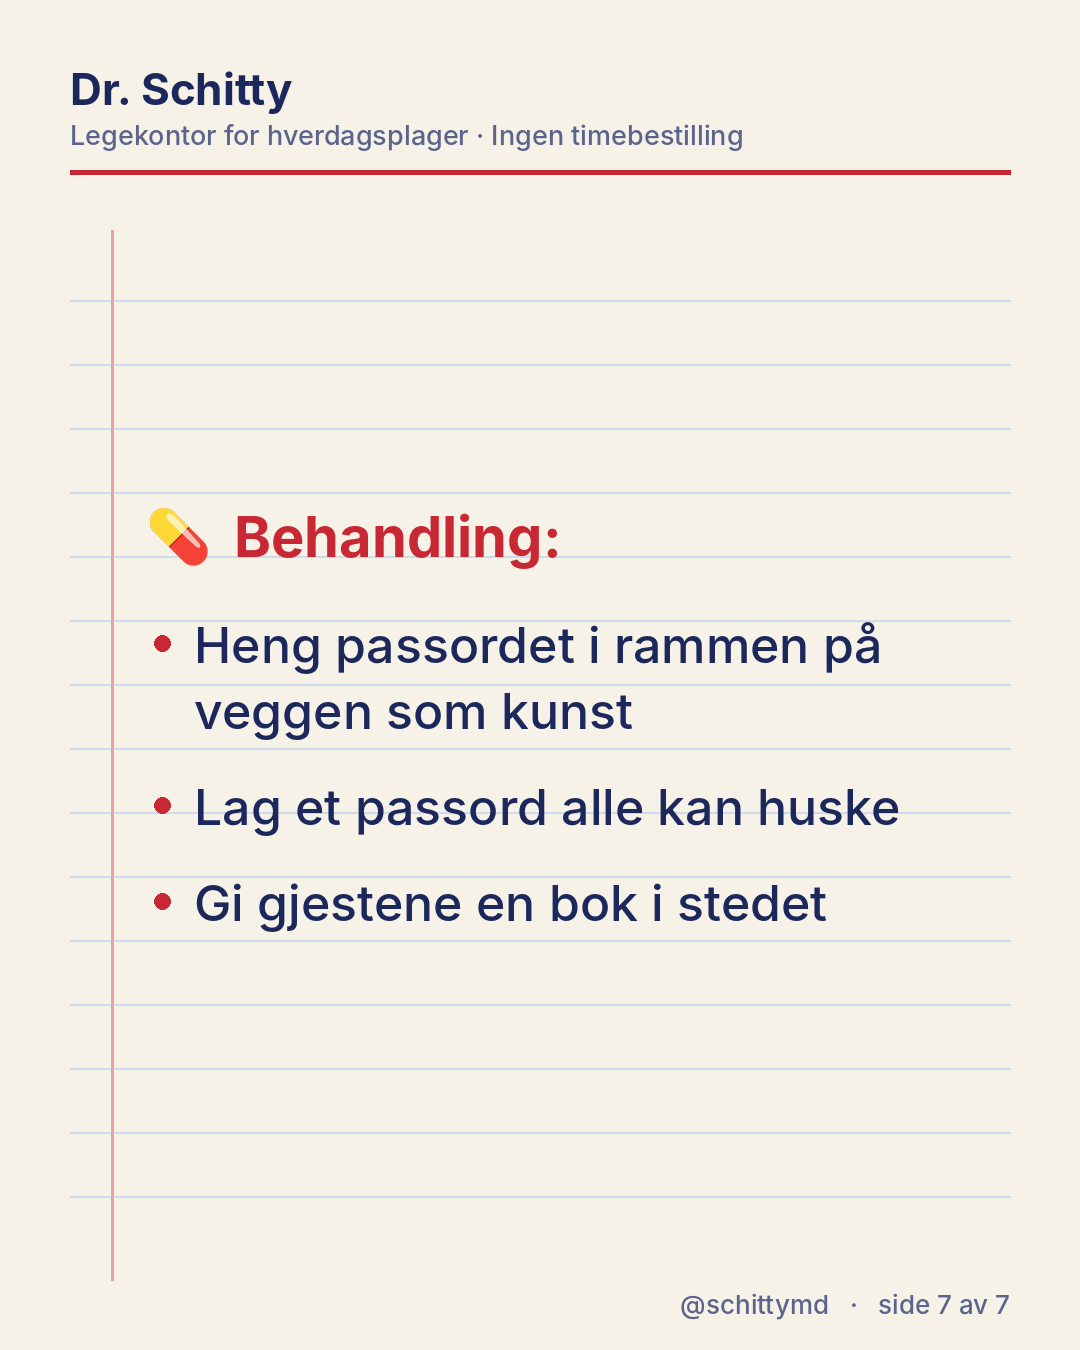 Dr. Schitty
Legekontor for hverdagsplager · Ingen timebestilling
💊 Behandling:
• Heng passordet i rammen på
veggen som kunst
• Lag et passord alle kan huske
• Gi gjestene en bok i stedet
@schittymd · side 7 av 7